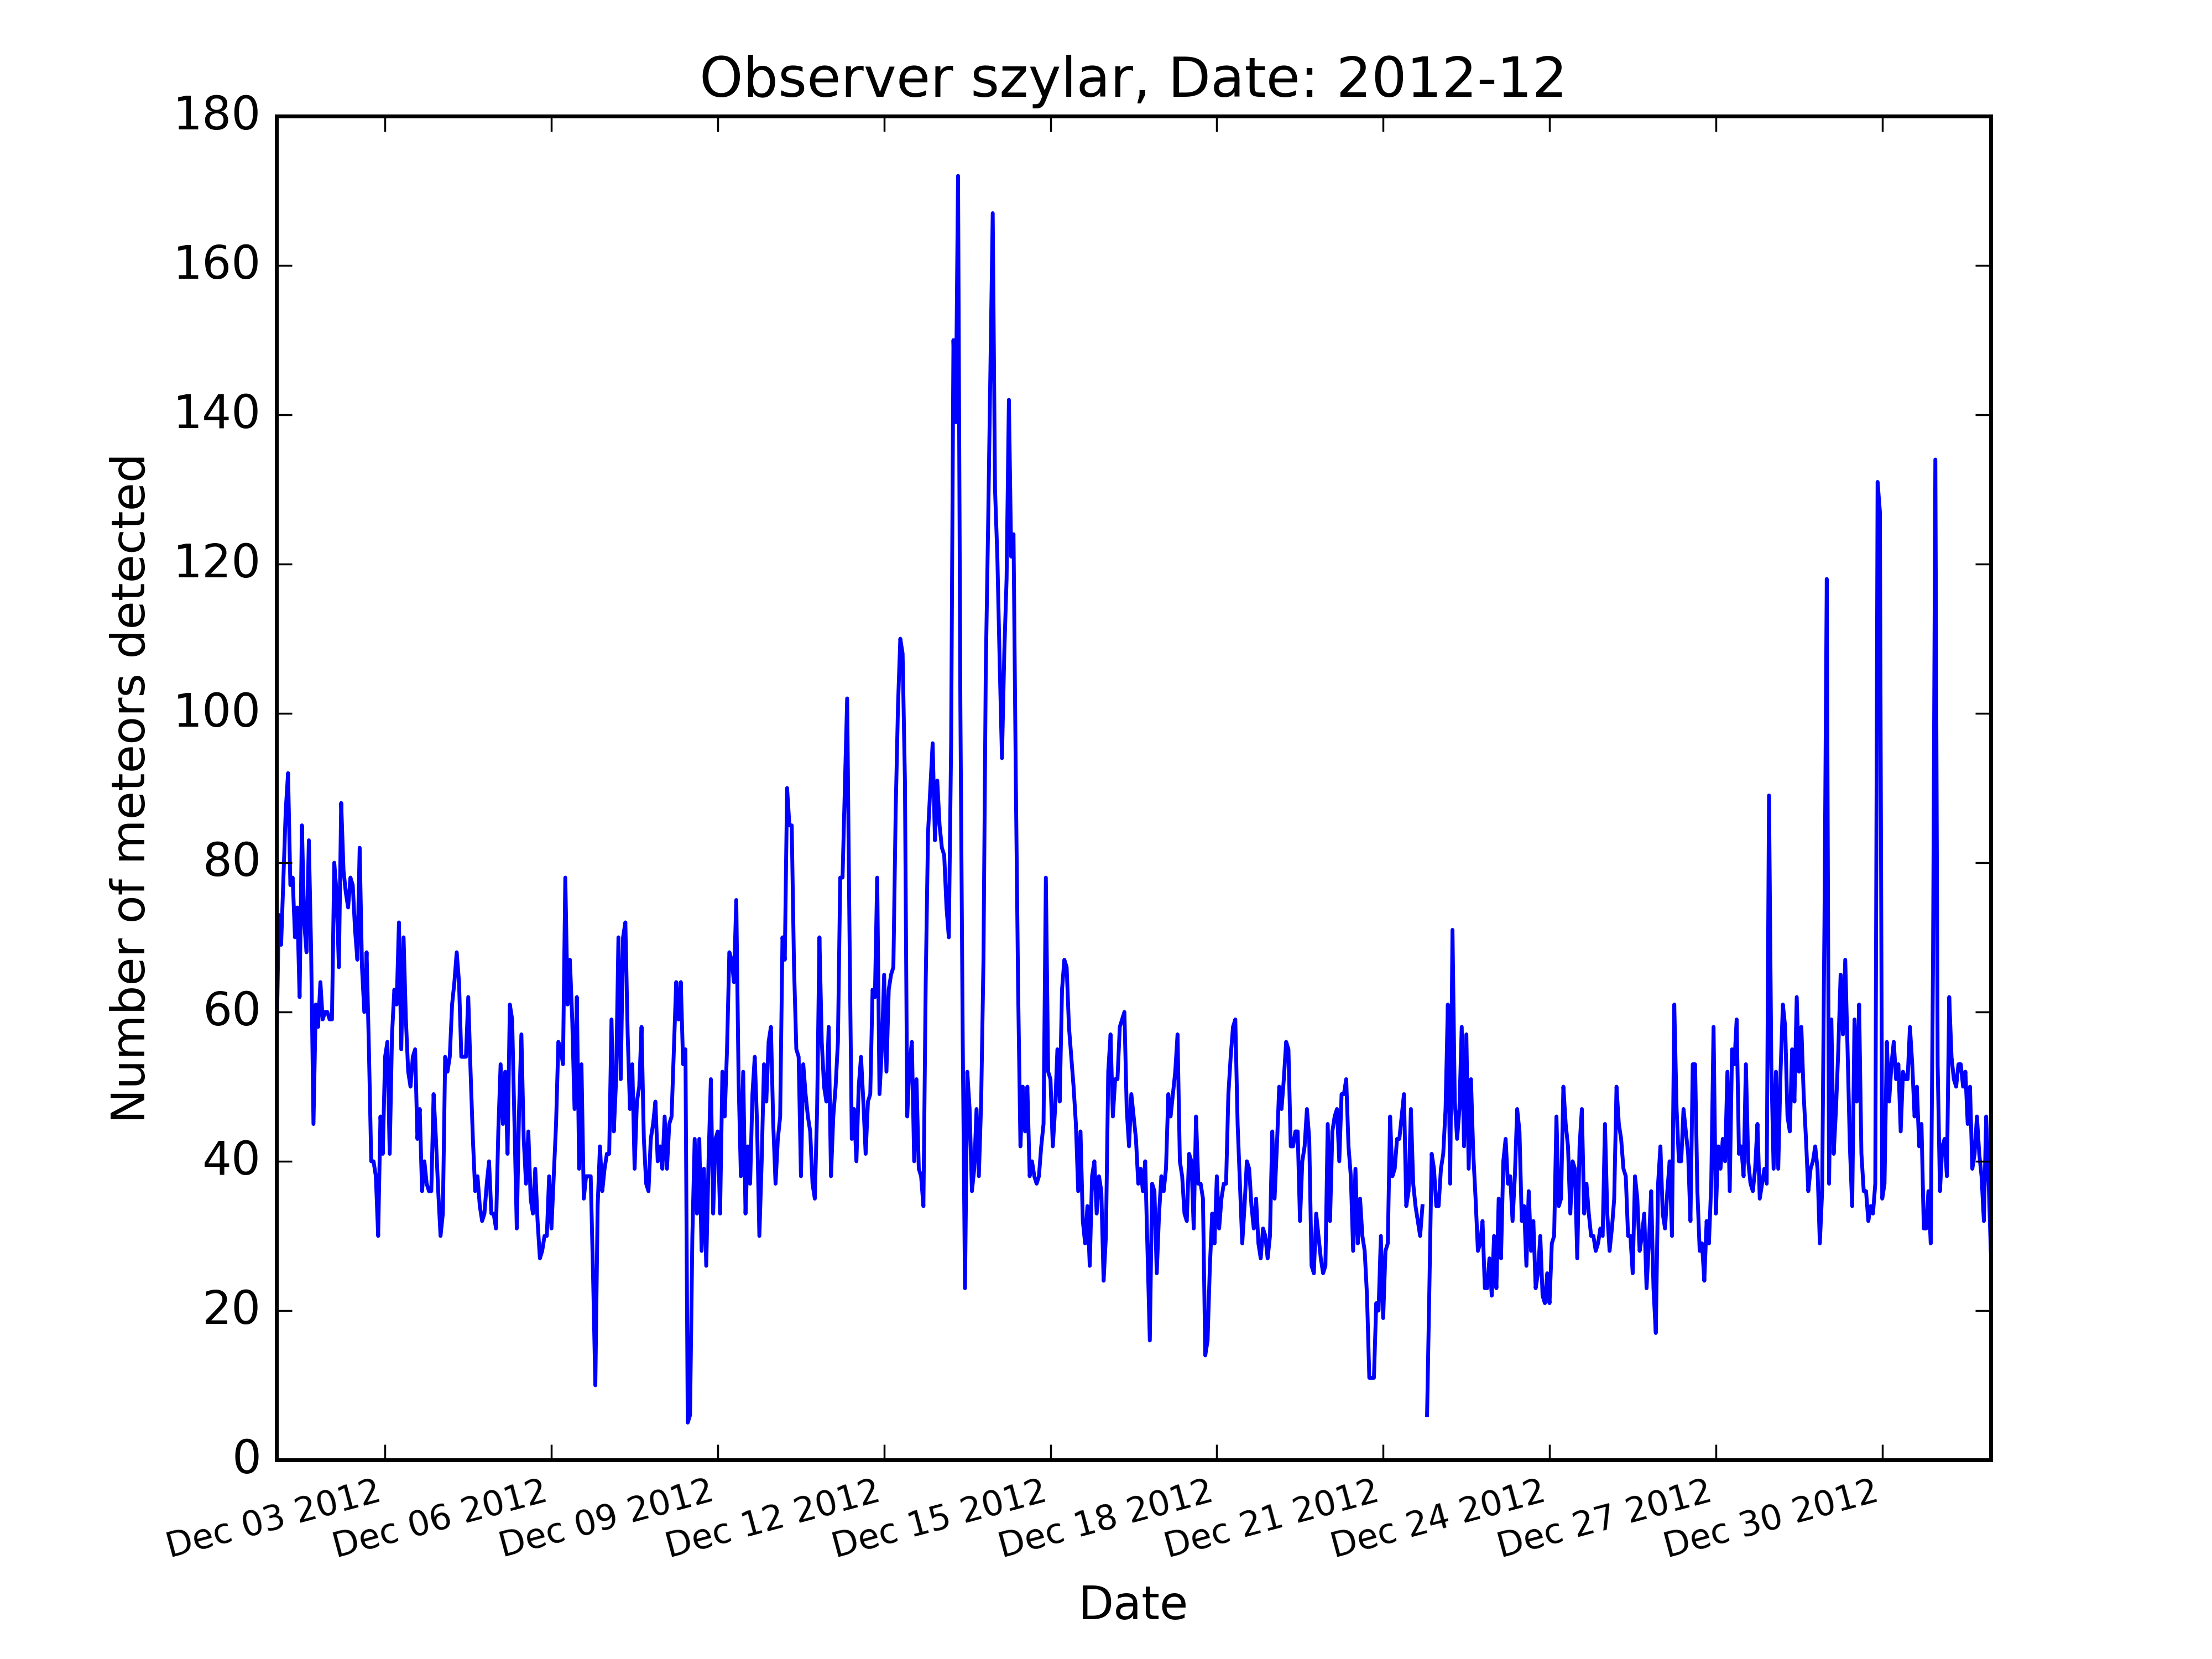 Observer szylar, Date: 2012-12
180
160
140
120
100
80
60
40
20
0
Number of meteors detected
Dec 03 2012
Dec 06 2012
Dec 09 2012
Dec 12 2012
Dec 15 2012
Dec 18 2012
Dec 21 2012
Dec 24 2012
Dec 27 2012
Dec 30 2012
Date